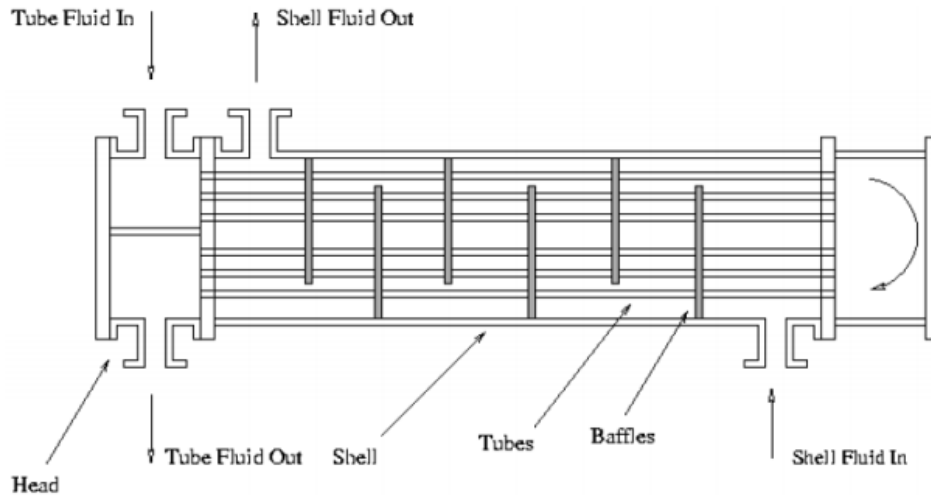 Tube Fluid In
Shell Fluid Out
Tubes
Baffles
Tube Fluid Out
Shell
Shell Fluid In
Head